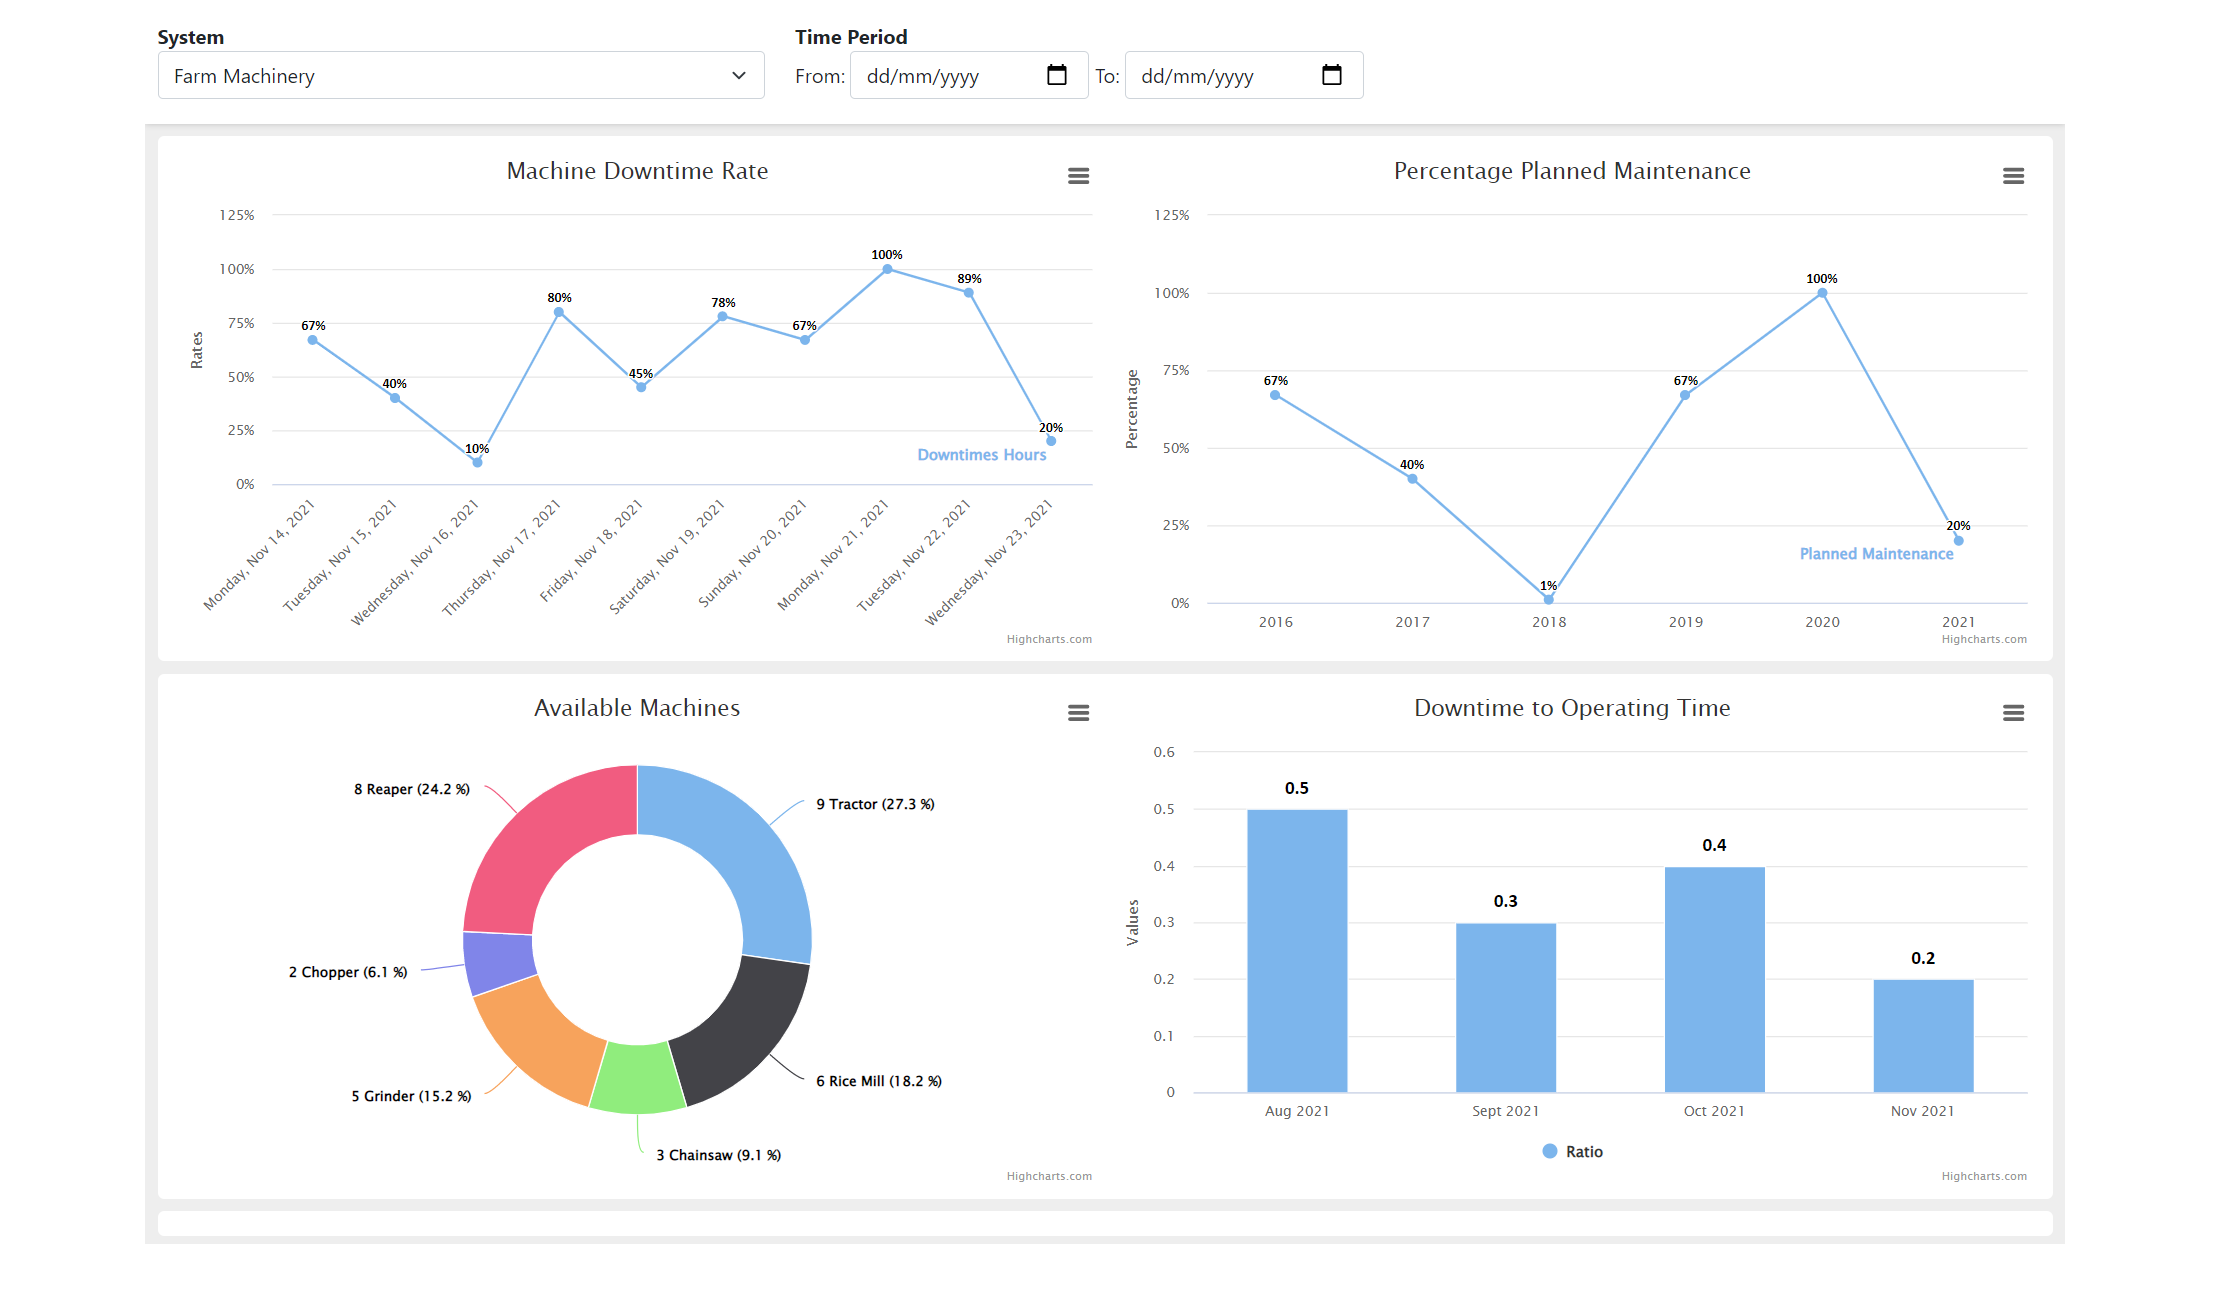 System
Farm Machinery
Time Period
From: dd/mm/yyyy To: dd/mm/yyyy
Machine Downtime Rate
Rates
125%
100%
75%
50%
25%
0%
67%
40%
10%
80%
45%
78%
67%
100%
89%
20%
Downtimes Hours
Monday, Nov 14, 2021
Tuesday, Nov 15, 2021
Wednesday, Nov 16, 2021
Thursday, Nov 17, 2021
Friday, Nov 18, 2021
Saturday, Nov 19, 2021
Sunday, Nov 20, 2021
Monday, Nov 21, 2021
Tuesday, Nov 22, 2021
Wednesday, Nov 23, 2021
Highcharts.com
Percentage Planned Maintenance
Percentage
125%
100%
75%
50%
25%
0%
67%
40%
1%
67%
100%
20%
Planned Maintenance
2016
2017
2018
2019
2020
2021
Highcharts.com
Available Machines
8 Reaper (24.2 %)
9 Tractor (27.3 %)
2 Chopper (6.1 %)
5 Grinder (15.2 %)
6 Rice Mill (18.2 %)
3 Chainsaw (9.1 %)
Highcharts.com
Downtime to Operating Time
Values
0.6
0.5
0.4
0.3
0.2
0.1
0
0.5
0.3
0.4
0.2
Aug 2021
Sept 2021
Oct 2021
Nov 2021
Ratio
Highcharts.com